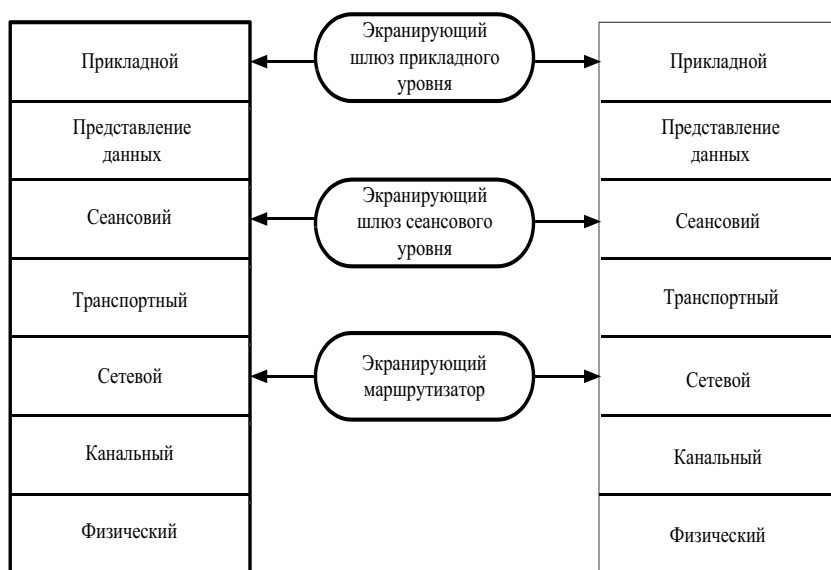 Прикладной
Представление
данных
Сеансовий
Транспортный
Сетевой
Канальный
Физический
Экранирующий
шлюз прикладного
уровня
Экранирующий
шлюз сеансового
уровня
Экранирующий
маршрутизатор
Прикладной
Представление
данных
Сеансовий
Транспортный
Сетевой
Канальный
Физический